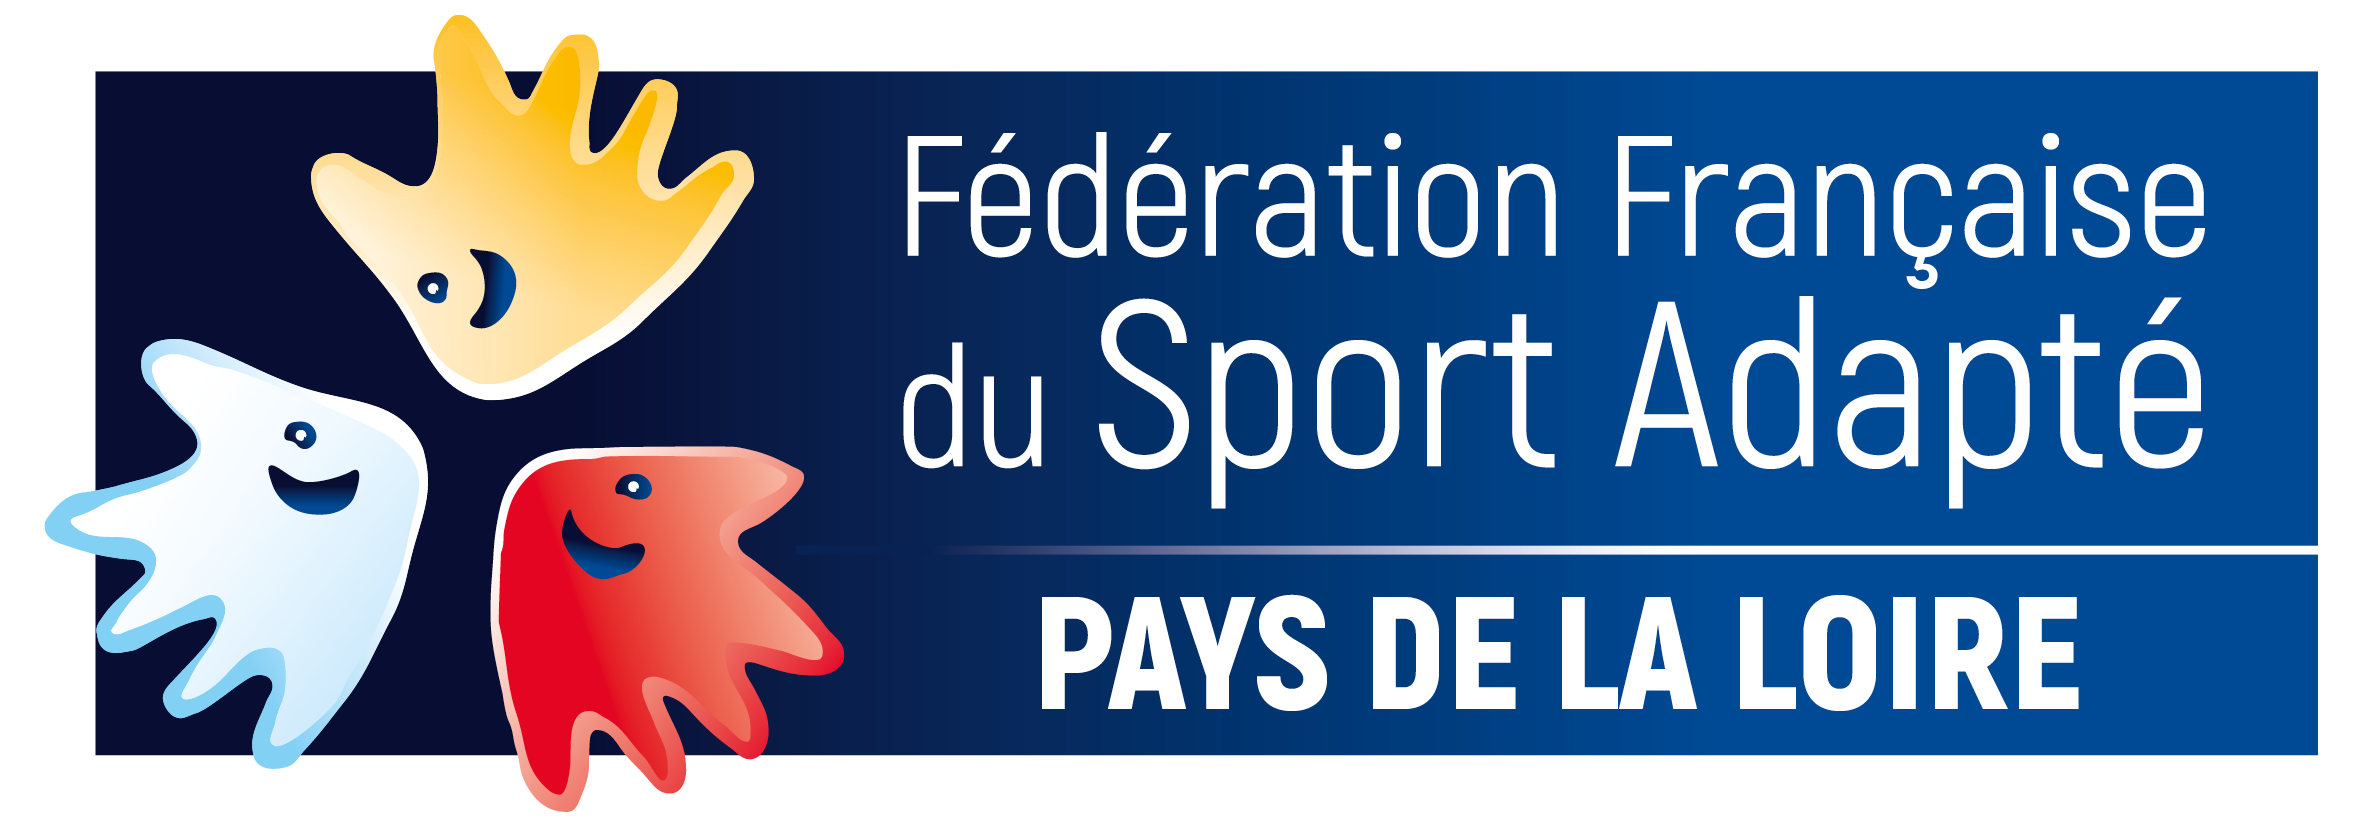 Fédération Française
du Sport Adapté
PAYS DE LA LOIRE